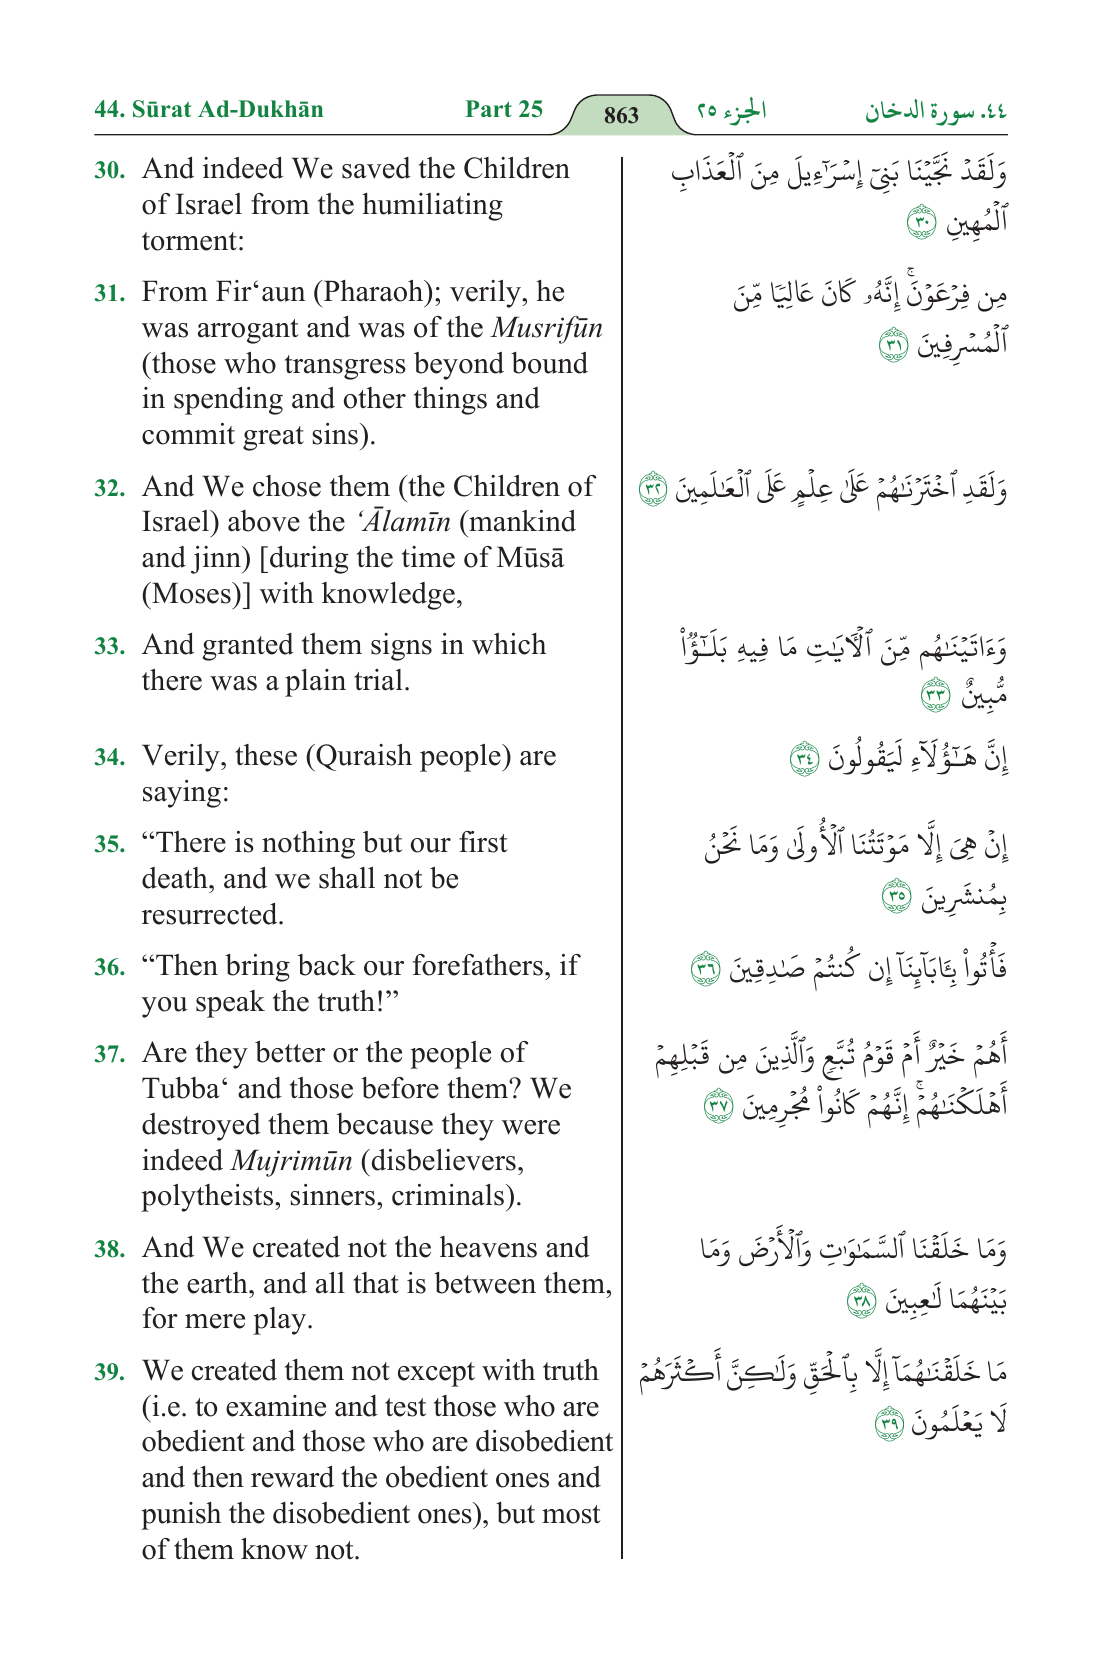 44. Sūrat Ad-Dukhān Part 25 863 الجزء ٢٥ ٤٤. سورة الدخان
30. And indeed We saved the Children
of Israel from the humiliating
torment:
31. From Fir‘aun (Pharaoh); verily, he
was arrogant and was of the Musrifūn
(those who transgress beyond bound
in spending and other things and
commit great sins).
32. And We chose them (the Children of
Israel) above the ‘Ālamīn (mankind
and jinn) [during the time of Mūsā
(Moses)] with knowledge,
33. And granted them signs in which
there was a plain trial.
34. Verily, these (Quraish people) are
saying:
35. “There is nothing but our first
death, and we shall not be
resurrected.
36. “Then bring back our forefathers, if
you speak the truth!”
37. Are they better or the people of
Tubba‘ and those before them? We
destroyed them because they were
indeed Mujrimūn (disbelievers,
polytheists, sinners, criminals).
38. And We created not the heavens and
the earth, and all that is between them,
for mere play.
39. We created them not except with truth
(i.e. to examine and test those who are
obedient and those who are disobedient
and then reward the obedient ones and
punish the disobedient ones), but most
of them know not.
وَلَقَدْ نَجَّيْنَا بَنِىٓ إِسْرَٰٓءِيلَ مِنَ ٱلْعَذَابِ
ٱلْمُهِينِ ٣٠
مِن فِرْعَوْنَ ۚ إِنَّهُۥ كَانَ عَالِيًا مِّنَ
ٱلْمُسْرِفِينَ ٣١
وَلَقَدِ ٱخْتَرْنَٰهُمْ عَلَىٰ عِلْمٍ عَلَى ٱلْعَٰلَمِينَ ٣٢
وَءَاتَيْنَٰهُم مِّنَ ٱلْءَايَٰتِ مَا فِيهِ بَلَٰٓؤٌا۟
مُّبِينٌ ٣٣
إِنَّ هَٰٓؤُلَآءِ لَيَقُولُونَ ٣٤
إِنْ هِىَ إِلَّا مَوْتَتُنَا ٱلْأُولَىٰ وَمَا نَحْنُ
بِمُنشَرِينَ ٣٥
فَأْتُوا۟ بِـَٔابَآئِنَآ إِن كُنتُمْ صَٰدِقِينَ ٣٦
أَهُمْ خَيْرٌ أَمْ قَوْمُ تُبَّعٍ وَٱلَّذِينَ مِن قَبْلِهِمْ
أَهْلَكْنَٰهُمْ ۚ إِنَّهُمْ كَانُوا۟ مُجْرِمِينَ ٣٧
وَمَا خَلَقْنَا ٱلسَّمَٰوَٰتِ وَٱلْأَرْضَ وَمَا
بَيْنَهُمَا لَٰعِبِينَ ٣٨
مَا خَلَقْنَٰهُمَآ إِلَّا بِٱلْحَقِّ وَلَٰكِنَّ أَكْثَرَهُمْ
لَا يَعْلَمُونَ ٣٩